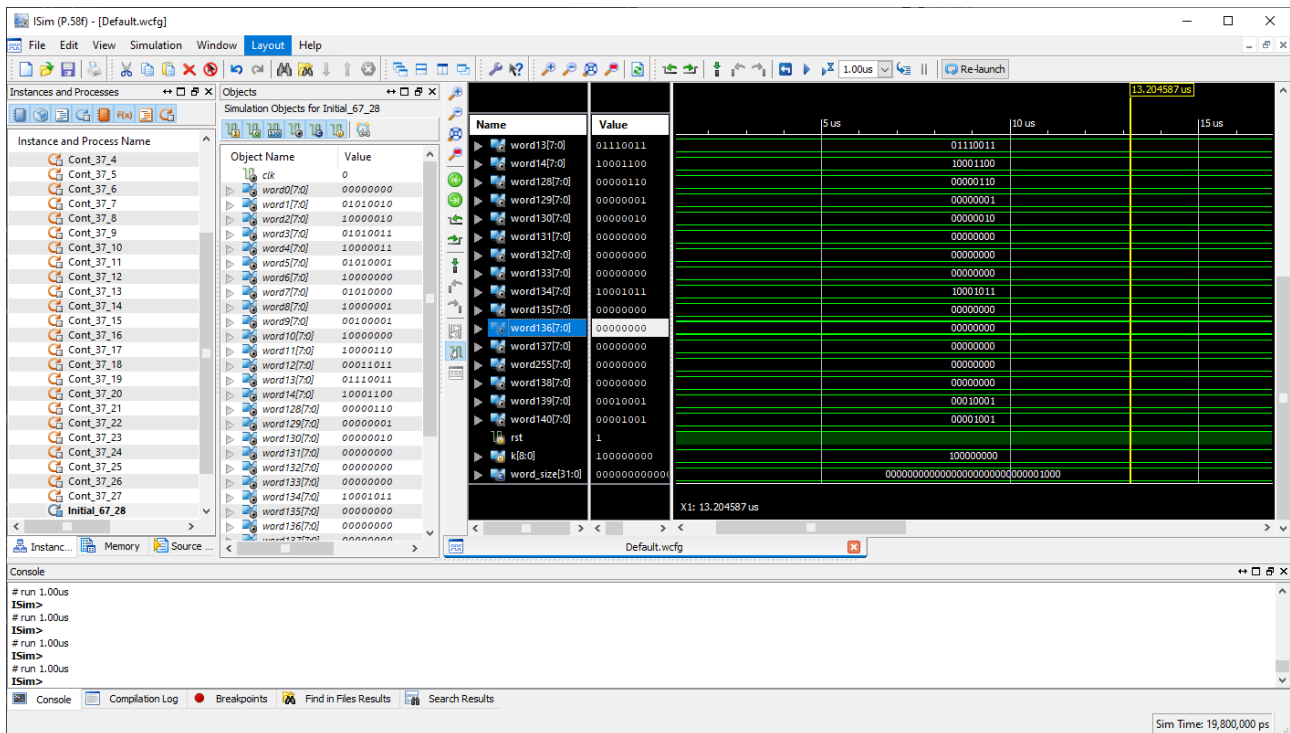 ISim (P.58f) - [Default.wcfg]
File Edit View Simulation Window Layout Help
1.00us Re-launch
Instances and Processes
Instance and Process Name
Cont_37_4
Cont_37_5
Cont_37_6
Cont_37_7
Cont_37_8
Cont_37_9
Cont_37_10
Cont_37_11
Cont_37_12
Cont_37_13
Cont_37_14
Cont_37_15
Cont_37_16
Cont_37_17
Cont_37_18
Cont_37_19
Cont_37_20
Cont_37_21
Cont_37_22
Cont_37_23
Cont_37_24
Cont_37_25
Cont_37_26
Cont_37_27
Initial_67_28
Instanc... Memory Source ...
Objects
Simulation Objects for Initial_67_28
Object Name Value
clk 0
word0[7:0] 00000000
word1[7:0] 01010010
word2[7:0] 10000010
word3[7:0] 01010011
word4[7:0] 10000011
word5[7:0] 01010001
word6[7:0] 10000000
word7[7:0] 01010000
word8[7:0] 10000001
word9[7:0] 00100001
word10[7:0] 10000000
word11[7:0] 10000110
word12[7:0] 00011011
word13[7:0] 01110011
word14[7:0] 10001100
word128[7:0] 00000110
word129[7:0] 00000001
word130[7:0] 00000010
word131[7:0] 00000000
word132[7:0] 00000000
word133[7:0] 00000000
word134[7:0] 10001011
word135[7:0] 00000000
word136[7:0] 00000000
word137[7:0] 00000000
13.204587 us
Name Value 5 us 10 us 15 us
word13[7:0] 01110011 01110011
word14[7:0] 10001100 10001100
word128[7:0] 00000110 00000110
word129[7:0] 00000001 00000001
word130[7:0] 00000010 00000010
word131[7:0] 00000000 00000000
word132[7:0] 00000000 00000000
word133[7:0] 00000000 00000000
word134[7:0] 10001011 10001011
word135[7:0] 00000000 00000000
word136[7:0] 00000000 00000000
word137[7:0] 00000000 00000000
word255[7:0] 00000000 00000000
word138[7:0] 00000000 00000000
word139[7:0] 00010001 00010001
word140[7:0] 00001001 00001001
rst 1
k[8:0] 100000000 100000000
word_size[31:0] 000000000000 00000000000000000000000000001000
X1: 13.204587 us
Default.wcfg
Console
# run 1.00us
ISim>
# run 1.00us
ISim>
# run 1.00us
ISim>
# run 1.00us
ISim>
Console Compilation Log Breakpoints Find in Files Results Search Results
Sim Time: 19,800,000 ps